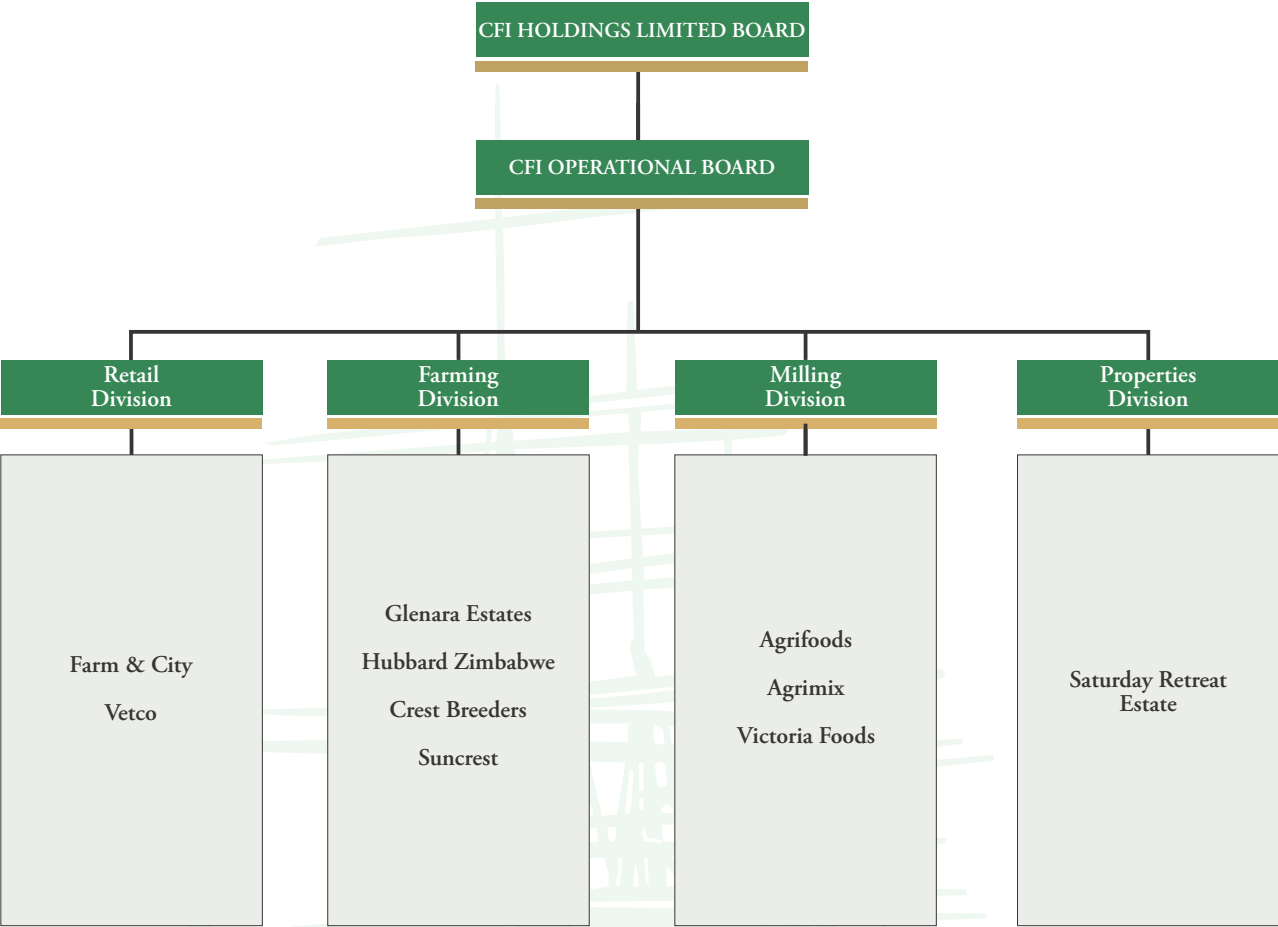 CFI HOLDINGS LIMITED BOARD
CFI OPERATIONAL BOARD
Retail
Division
Farming
Division
Milling
Division
Properties
Division
Farm & City
Vetco
Glenara Estates
Hubbard Zimbabwe
Crest Breeders
Suncrest
Agrifoods
Agrimix
Victoria Foods
Saturday Retreat
Estate